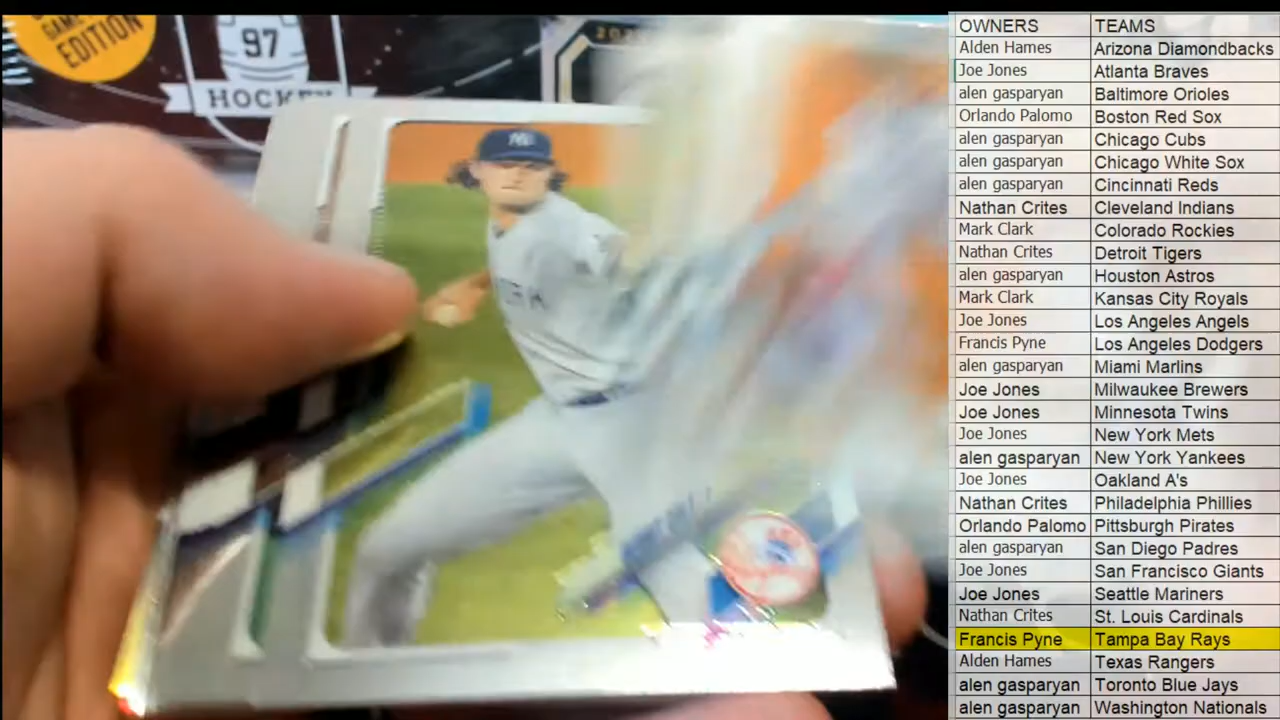 GAME
EDITION
97
HOCKEY
OWNERS TEAMS
Alden Hames Arizona Diamondbacks
Joe Jones Atlanta Braves
alen gasparyan Baltimore Orioles
Orlando Palomo Boston Red Sox
alen gasparyan Chicago Cubs
alen gasparyan Chicago White Sox
alen gasparyan Cincinnati Reds
Nathan Crites Cleveland Indians
Mark Clark Colorado Rockies
Nathan Crites Detroit Tigers
alen gasparyan Houston Astros
Mark Clark Kansas City Royals
Joe Jones Los Angeles Angels
Francis Pyne Los Angeles Dodgers
alen gasparyan Miami Marlins
Joe Jones Milwaukee Brewers
Joe Jones Minnesota Twins
Joe Jones New York Mets
alen gasparyan New York Yankees
Joe Jones Oakland A's
Nathan Crites Philadelphia Phillies
Orlando Palomo Pittsburgh Pirates
alen gasparyan San Diego Padres
Joe Jones San Francisco Giants
Joe Jones Seattle Mariners
Nathan Crites St. Louis Cardinals
Francis Pyne Tampa Bay Rays
Alden Hames Texas Rangers
alen gasparyan Toronto Blue Jays
alen gasparyan Washington Nationals